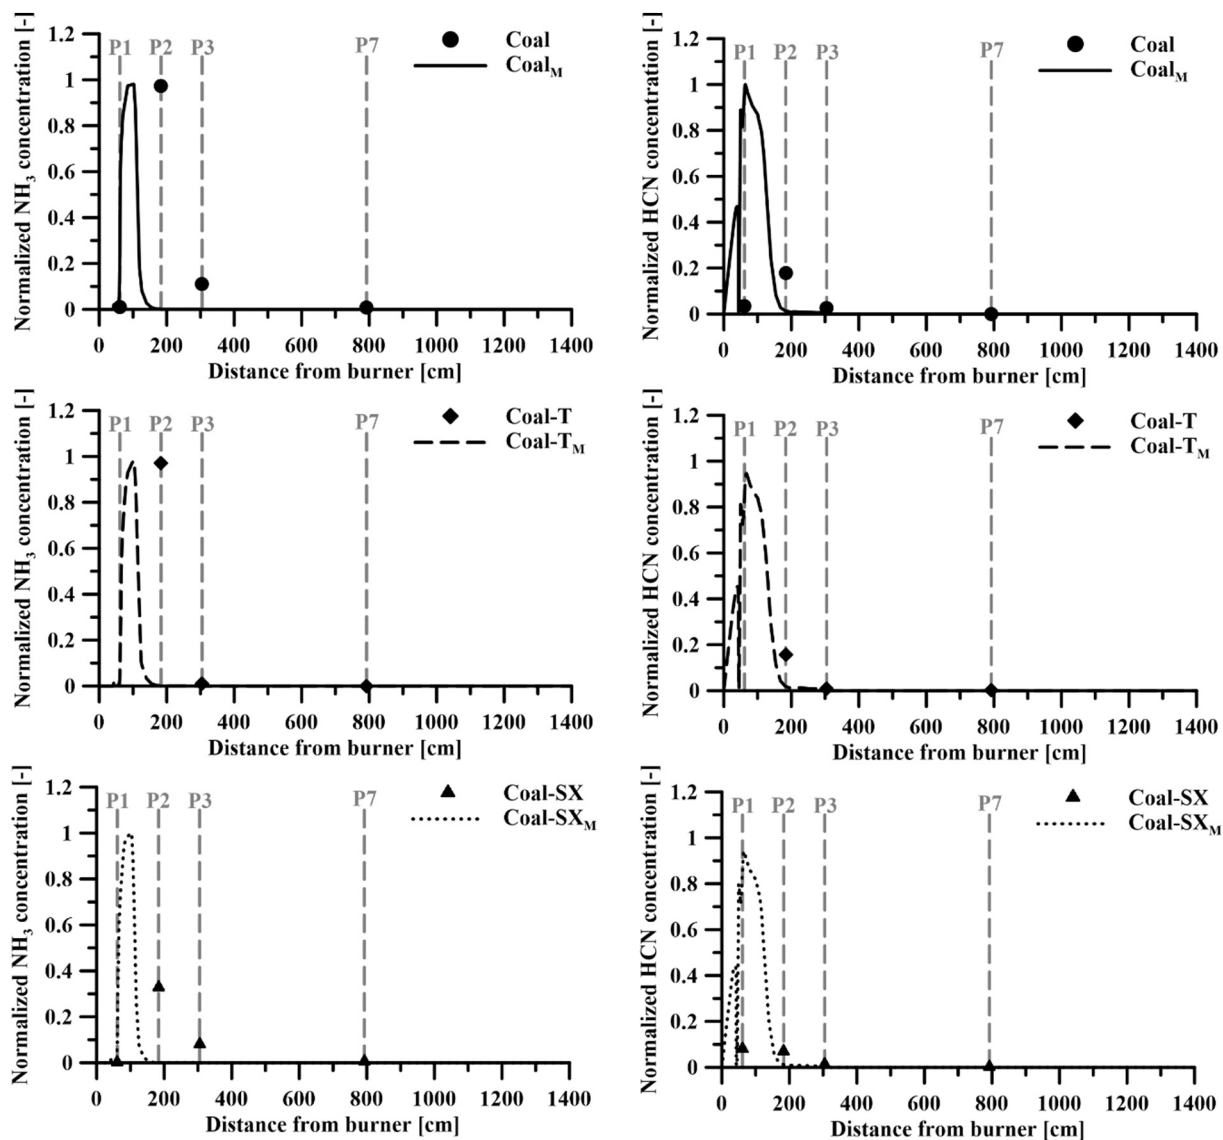 Normalized NH3 concentration [-]
1.2
1
0.8
0.6
0.4
0.2
0
P1 P2 P3 P7
Coal
CoalM
0 200 400 600 800 1000 1200 1400
Distance from burner [cm]
Normalized HCN concentration [-]
1.2
1
0.8
0.6
0.4
0.2
0
P1 P2 P3 P7
Coal
CoalM
0 200 400 600 800 1000 1200 1400
Distance from burner [cm]
Normalized NH3 concentration [-]
1.2
1
0.8
0.6
0.4
0.2
0
P1 P2 P3 P7
Coal-T
Coal-TM
0 200 400 600 800 1000 1200 1400
Distance from burner [cm]
Normalized HCN concentration [-]
1.2
1
0.8
0.6
0.4
0.2
0
P1 P2 P3 P7
Coal-T
Coal-TM
0 200 400 600 800 1000 1200 1400
Distance from burner [cm]
Normalized NH3 concentration [-]
1.2
1
0.8
0.6
0.4
0.2
0
P1 P2 P3 P7
Coal-SX
Coal-SXM
0 200 400 600 800 1000 1200 1400
Distance from burner [cm]
Normalized HCN concentration [-]
1.2
1
0.8
0.6
0.4
0.2
0
P1 P2 P3 P7
Coal-SX
Coal-SXM
0 200 400 600 800 1000 1200 1400
Distance from burner [cm]